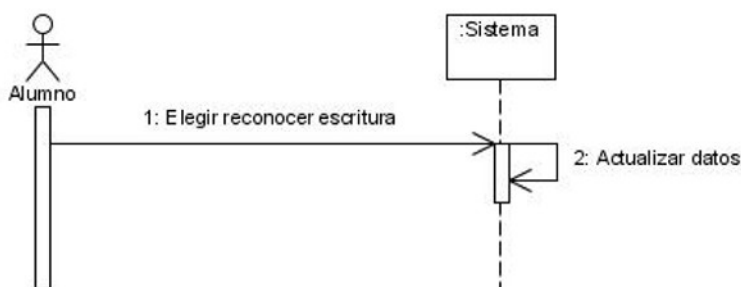 :Sistema
Alumno
1: Elegir reconocer escritura
2: Actualizar datos